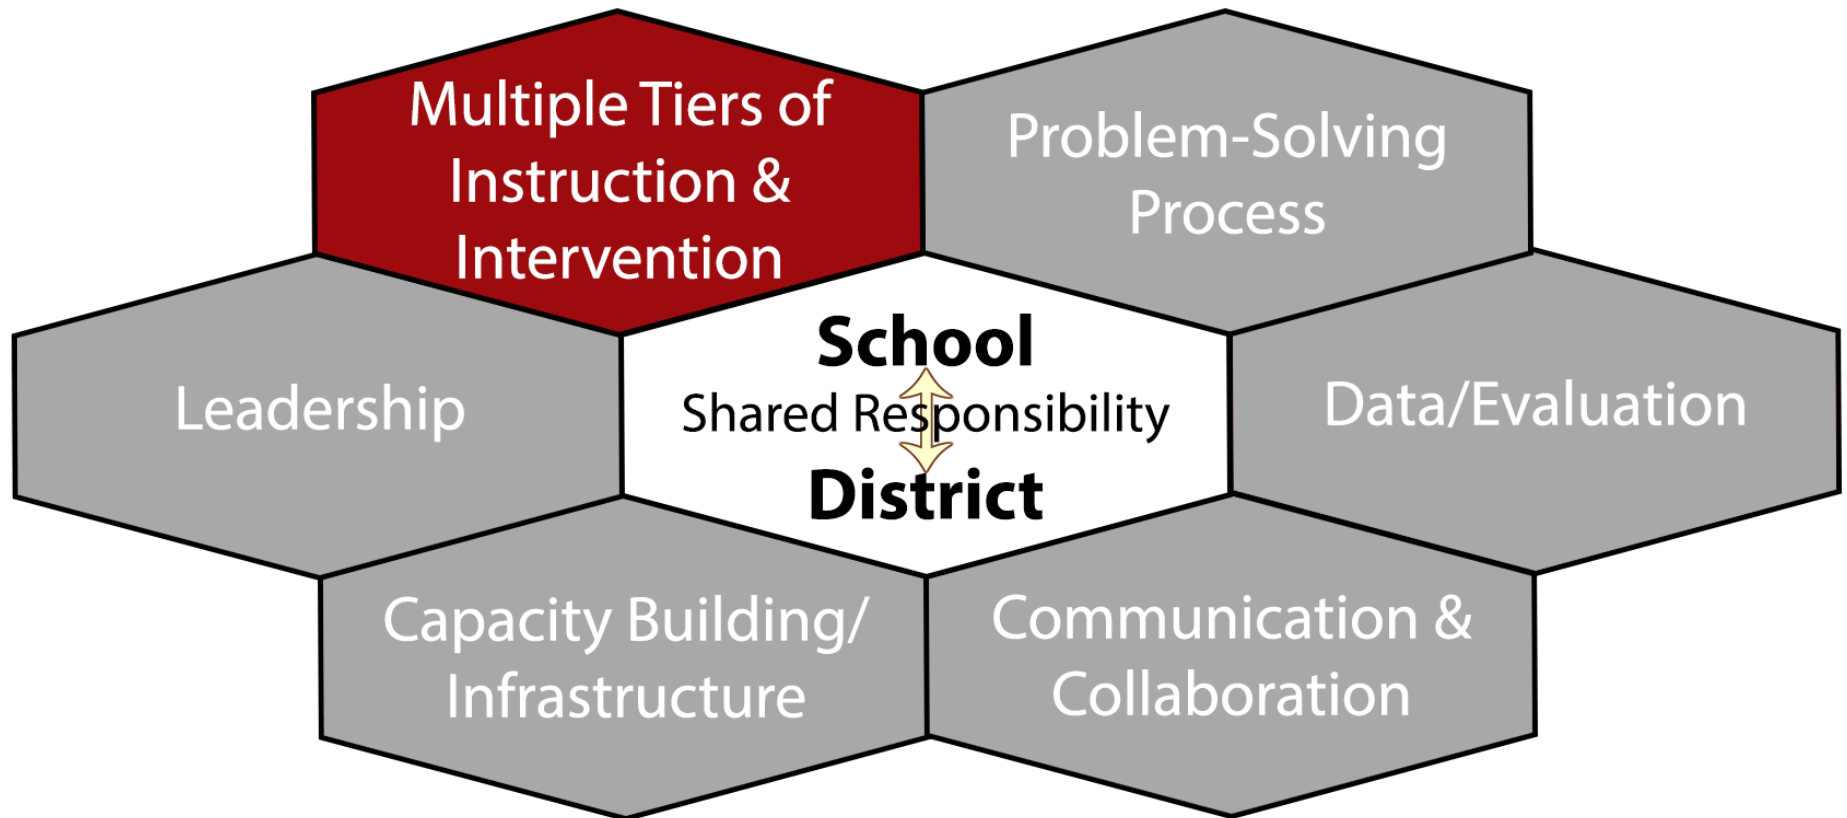 Multiple Tiers of
Instruction &
Intervention
Problem-Solving
Process
Leadership
School
Shared Responsibility
District
Data/Evaluation
Capacity Building/
Infrastructure
Communication &
Collaboration